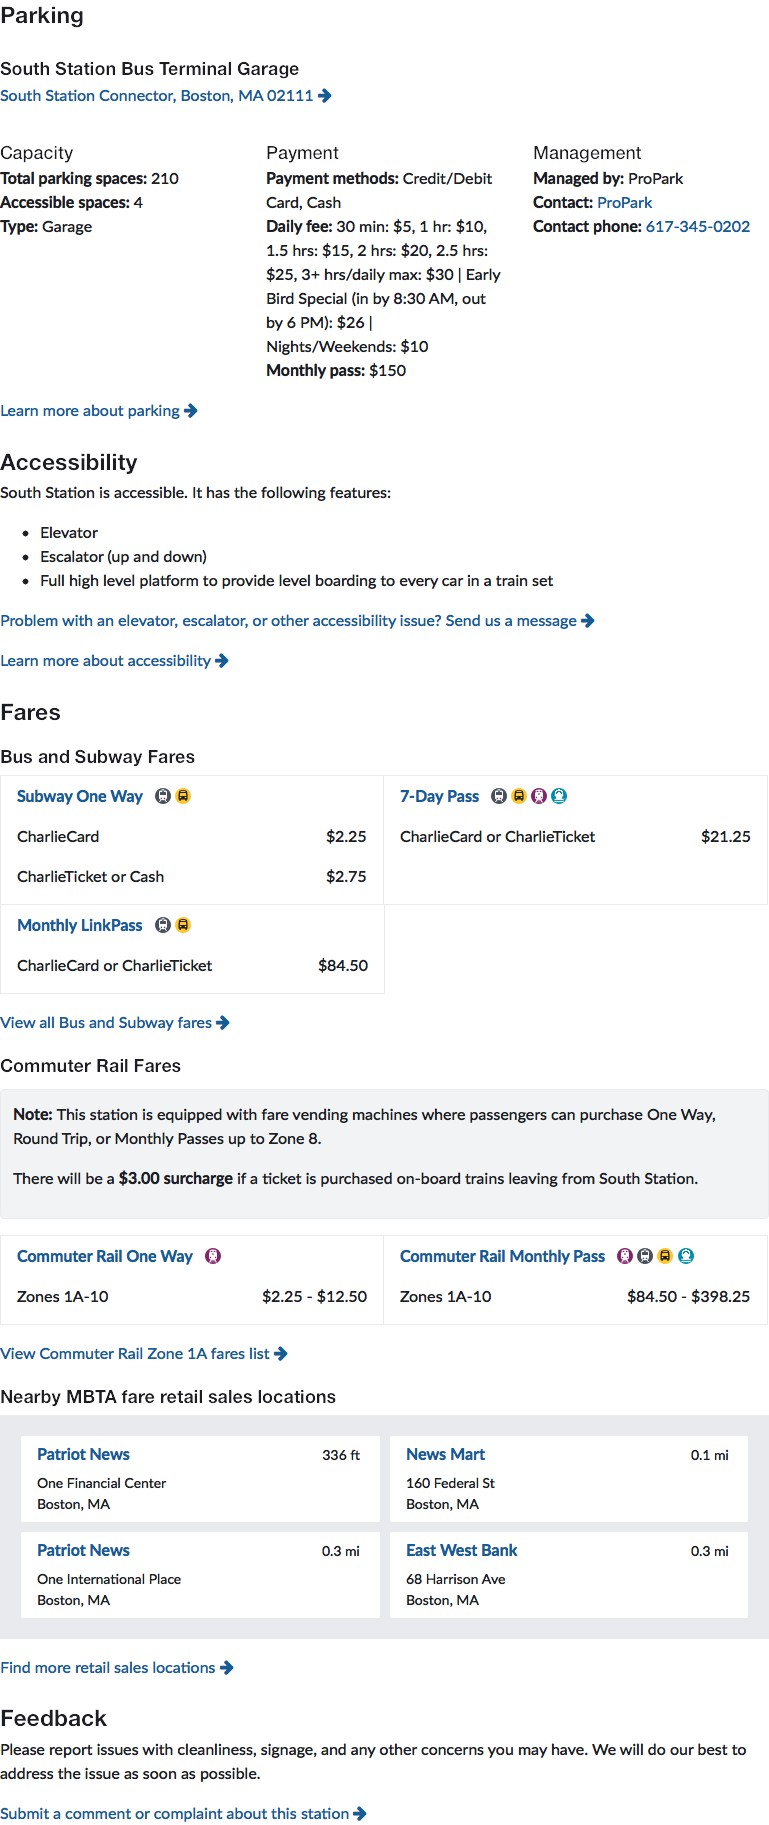 Parking
South Station Bus Terminal Garage
South Station Connector, Boston, MA 02111
Capacity
Total parking spaces: 210
Accessible spaces: 4
Type: Garage
Payment
Payment methods: Credit/Debit
Card, Cash
Daily fee: 30 min: $5, 1 hr: $10,
1.5 hrs: $15, 2 hrs: $20, 2.5 hrs:
$25, 3+ hrs/daily max: $30 | Early
Bird Special (in by 8:30 AM, out
by 6 PM): $26 |
Nights/Weekends: $10
Monthly pass: $150
Management
Managed by: ProPark
Contact: ProPark
Contact phone: 617-345-0202
Learn more about parking
Accessibility
South Station is accessible. It has the following features:
• Elevator
• Escalator (up and down)
• Full high level platform to provide level boarding to every car in a train set
Problem with an elevator, escalator, or other accessibility issue? Send us a message
Learn more about accessibility
Fares
Bus and Subway Fares
Subway One Way
CharlieCard $2.25
CharlieTicket or Cash $2.75
7-Day Pass
CharlieCard or CharlieTicket $21.25
Monthly LinkPass
CharlieCard or CharlieTicket $84.50
View all Bus and Subway fares
Commuter Rail Fares
Note: This station is equipped with fare vending machines where passengers can purchase One Way,
Round Trip, or Monthly Passes up to Zone 8.
There will be a $3.00 surcharge if a ticket is purchased on-board trains leaving from South Station.
Commuter Rail One Way
Zones 1A-10 $2.25 - $12.50
Commuter Rail Monthly Pass
Zones 1A-10 $84.50 - $398.25
View Commuter Rail Zone 1A fares list
Nearby MBTA fare retail sales locations
Patriot News 336 ft
One Financial Center
Boston, MA
News Mart 0.1 mi
160 Federal St
Boston, MA
Patriot News 0.3 mi
One International Place
Boston, MA
East West Bank 0.3 mi
68 Harrison Ave
Boston, MA
Find more retail sales locations
Feedback
Please report issues with cleanliness, signage, and any other concerns you may have. We will do our best to
address the issue as soon as possible.
Submit a comment or complaint about this station